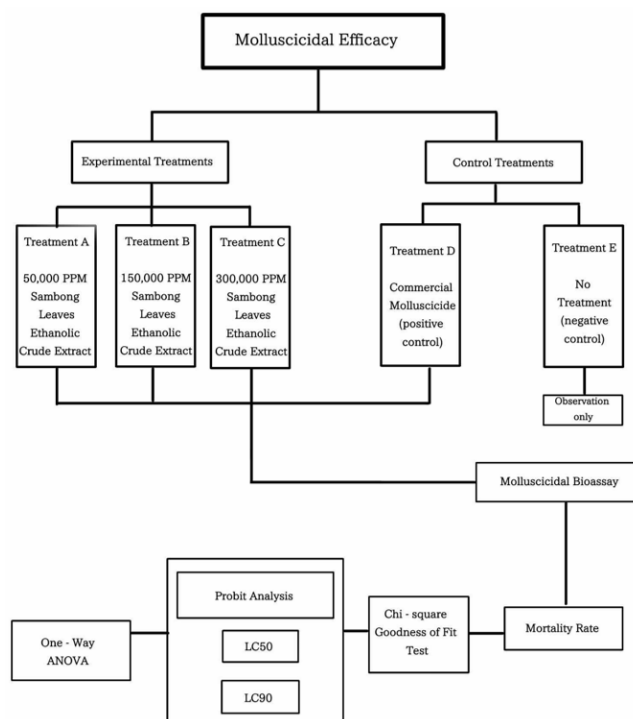 Molluscicidal Efficacy
Experimental Treatments
Control Treatments
Treatment A
50,000 PPM
Sambong
Leaves
Ethanolic
Crude Extract
Treatment B
150,000 PPM
Sambong
Leaves
Ethanolic
Crude Extract
Treatment C
300,000 PPM
Sambong
Leaves
Ethanolic
Crude Extract
Treatment D
Commercial
Molluscicide
(positive
control)
Treatment E
No
Treatment
(negative
control)
Observation
only
Molluscicidal Bioassay
Mortality Rate
Chi - square
Goodness of Fit
Test
Probit Analysis
LC50
LC90
One - Way
ANOVA